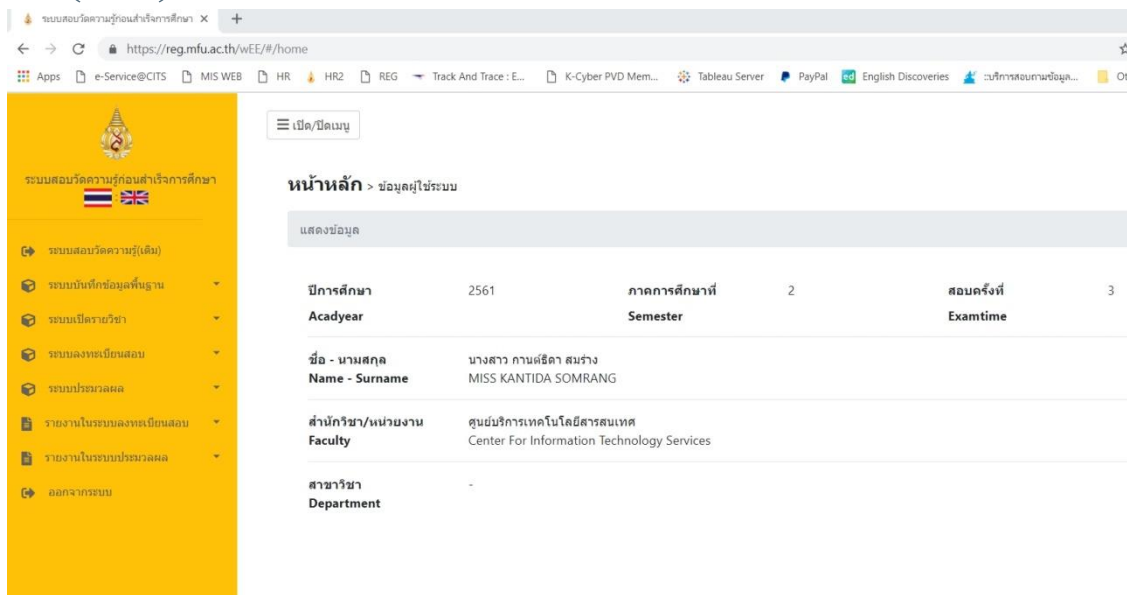 ระบบสอบวัดความรู้ก่อนสำเร็จการศึกษา
https://reg.mfu.ac.th/wEE/#/home
Apps e-Service@CITS MIS WEB HR HR2 REG Track And Trace : E... K-Cyber PVD Mem... Tableau Server PayPal ed English Discoveries ::บริการสอบถามข้อมูล...
ระบบสอบวัดความรู้ก่อนสำเร็จการศึกษา
:
ระบบสอบวัดความรู้(เดิม)
ระบบบันทึกข้อมูลพื้นฐาน
ระบบเปิดรายวิชา
ระบบลงทะเบียนสอบ
ระบบประมวลผล
รายงานในระบบลงทะเบียนสอบ
รายงานในระบบประมวลผล
ออกจากระบบ
เปิด/ปิดเมนู
หน้าหลัก > ข้อมูลผู้ใช้ระบบ
แสดงข้อมูล
ปีการศึกษา 2561 ภาคการศึกษาที่ 2 สอบครั้งที่ 3
Acadyear Semester Examtime
ชื่อ - นามสกุล นางสาว กานต์ธิดา สมร่าง
Name - Surname MISS KANTIDA SOMRANG
สำนักวิชา/หน่วยงาน ศูนย์บริการเทคโนโลยีสารสนเทศ
Faculty Center For Information Technology Services
สาขาวิชา -
Department